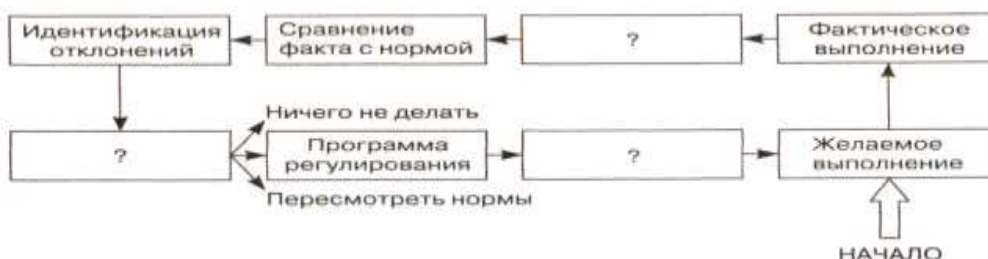 Идентификация
отклонений
Сравнение
факта с нормой
?
Фактическое
выполнение
Ничего не делать
?
Программа
регулирования
?
Желаемое
выполнение
Пересмотреть нормы
НАЧАЛО